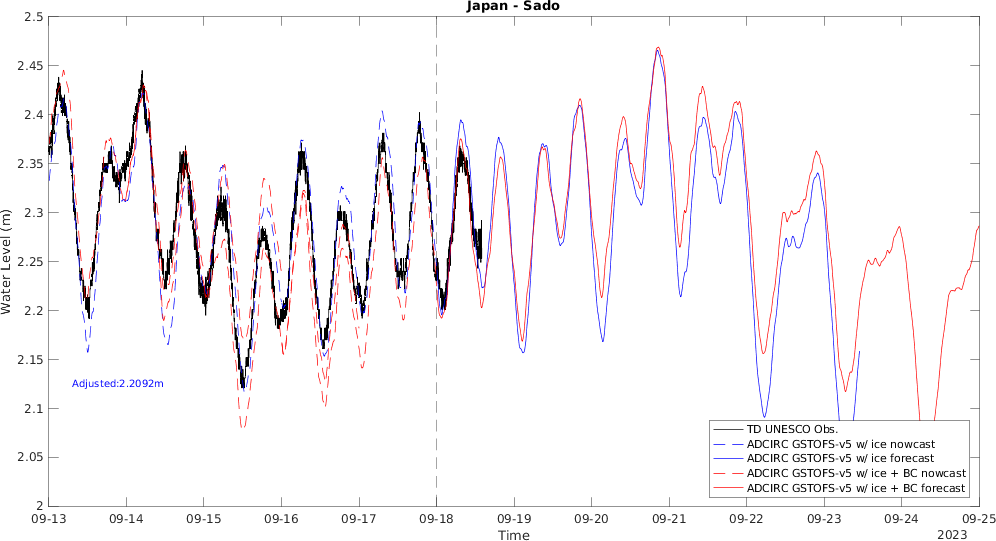 Japan - Sado
2.5
2.45
2.4
2.35
2.3
2.25
2.2
2.15
2.1
2.05
2
Water Level (m)
Adjusted:2.2092m
TD UNESCO Obs.
ADCIRC GSTOFS-v5 w/ ice nowcast
ADCIRC GSTOFS-v5 w/ ice forecast
ADCIRC GSTOFS-v5 w/ ice + BC nowcast
ADCIRC GSTOFS-v5 w/ ice + BC forecast
09-13 09-14 09-15 09-16 09-17 09-18 09-19 09-20 09-21 09-22 09-23 09-24 09-25
Time
2023